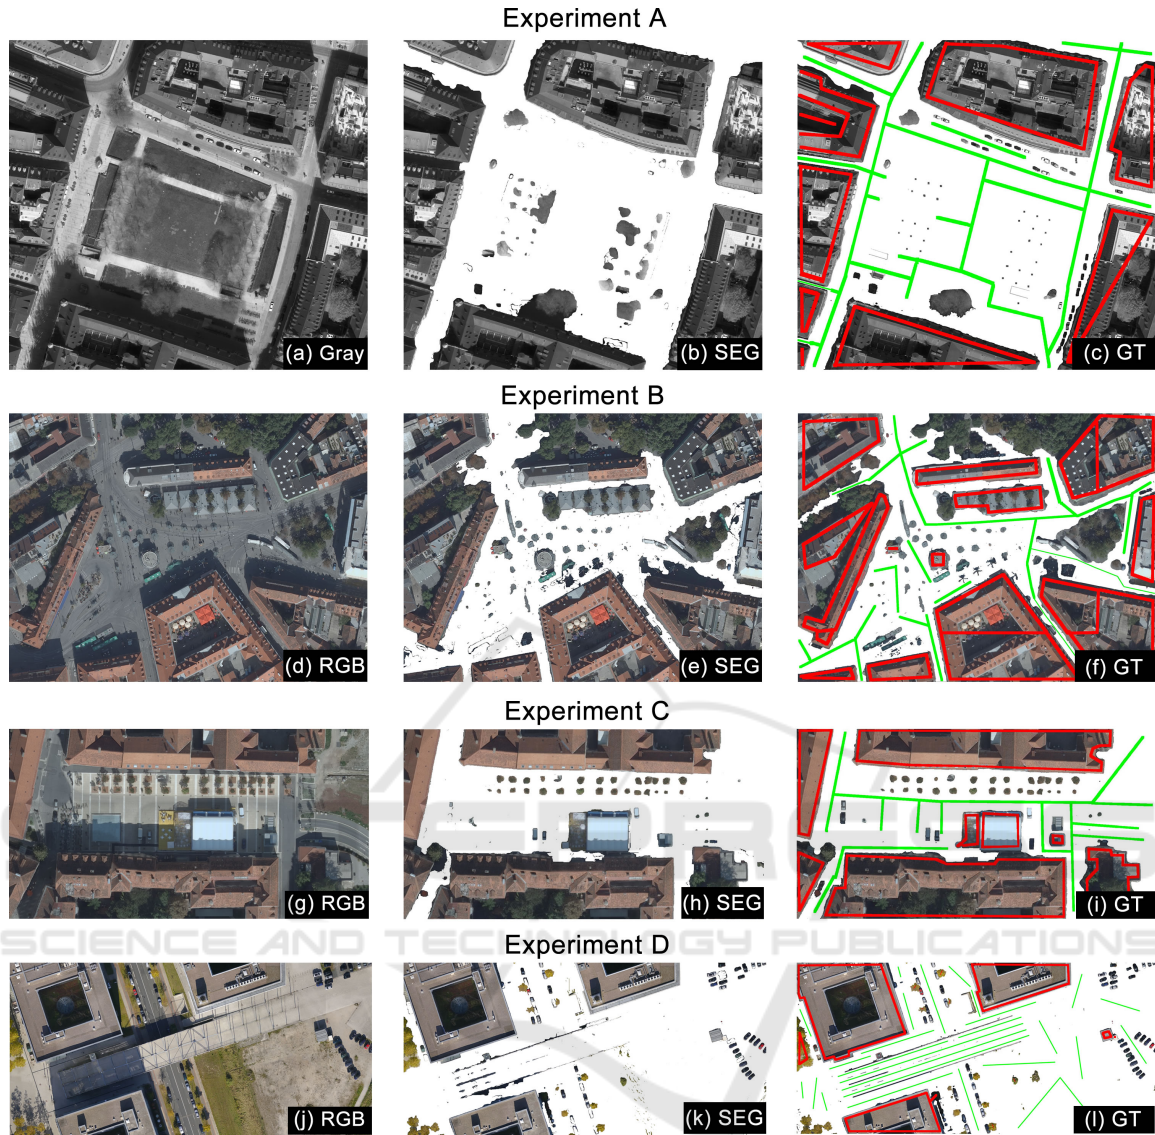 Experiment A
(a) Gray
(b) SEG
(c) GT
Experiment B
(d) RGB
(e) SEG
(f) GT
Experiment C
(g) RGB
(h) SEG
(i) GT
SCIENCE AND TECHNOLOGY PUBLICATIONS
Experiment D
(j) RGB
(k) SEG
(l) GT